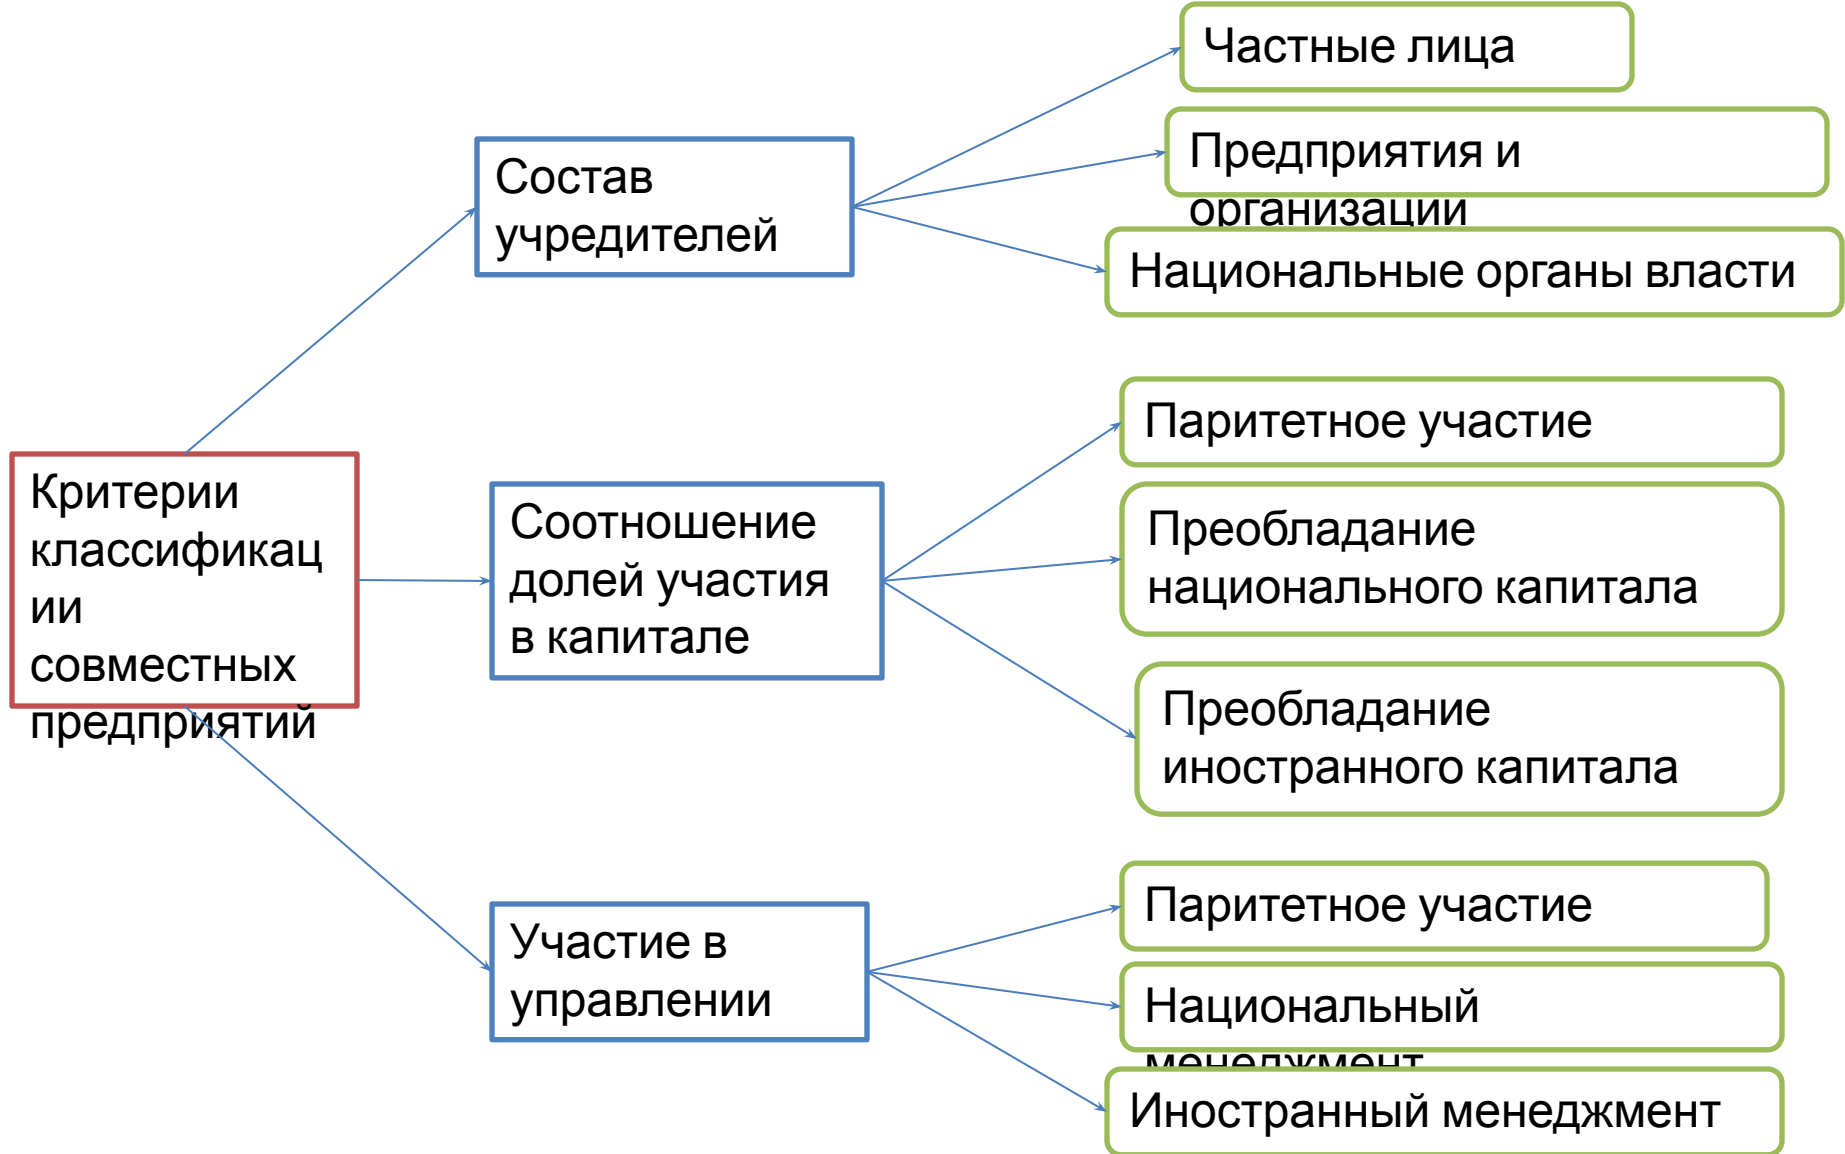 Критерии
классификац
ии
совместных
предприятий
Состав
учредителей
Частные лица
Предприятия и
организации
Национальные органы власти
Соотношение
долей участия
в капитале
Паритетное участие
Преобладание
национального капитала
Преобладание
иностранного капитала
Участие в
управлении
Паритетное участие
Национальный
менеджмент
Иностранный менеджмент